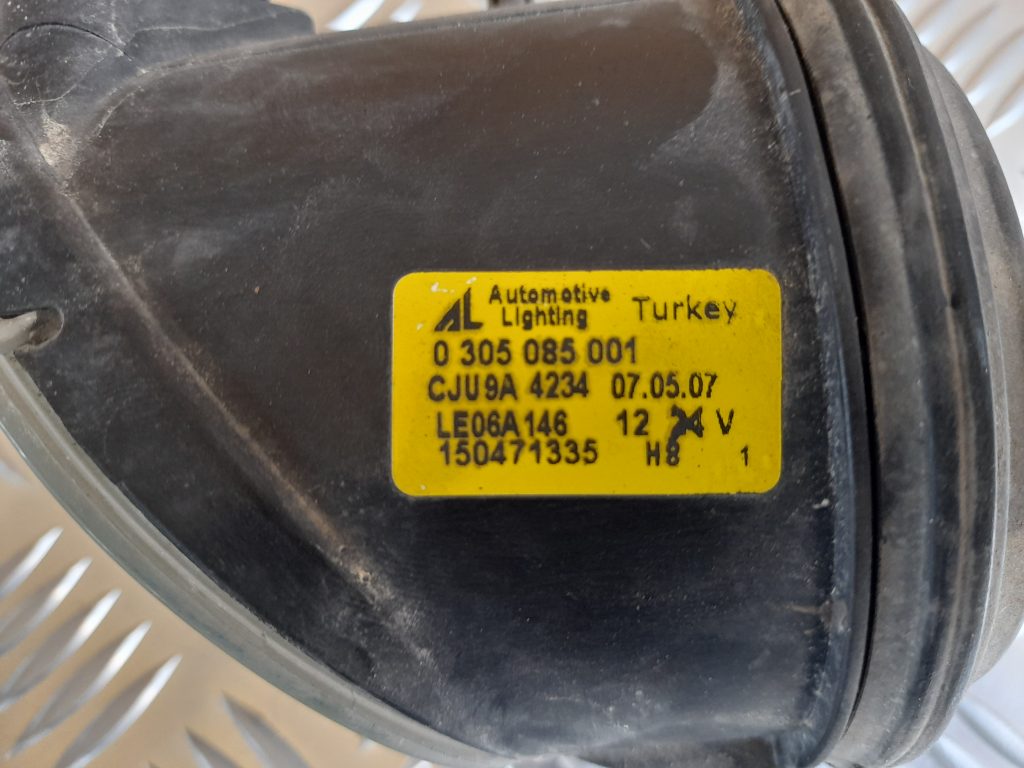 AL Automotive Lighting Turkey
0 305 085 001
CJU9A 4234 07.05.07
LE06A146 12 24 V
150471335 H8 1